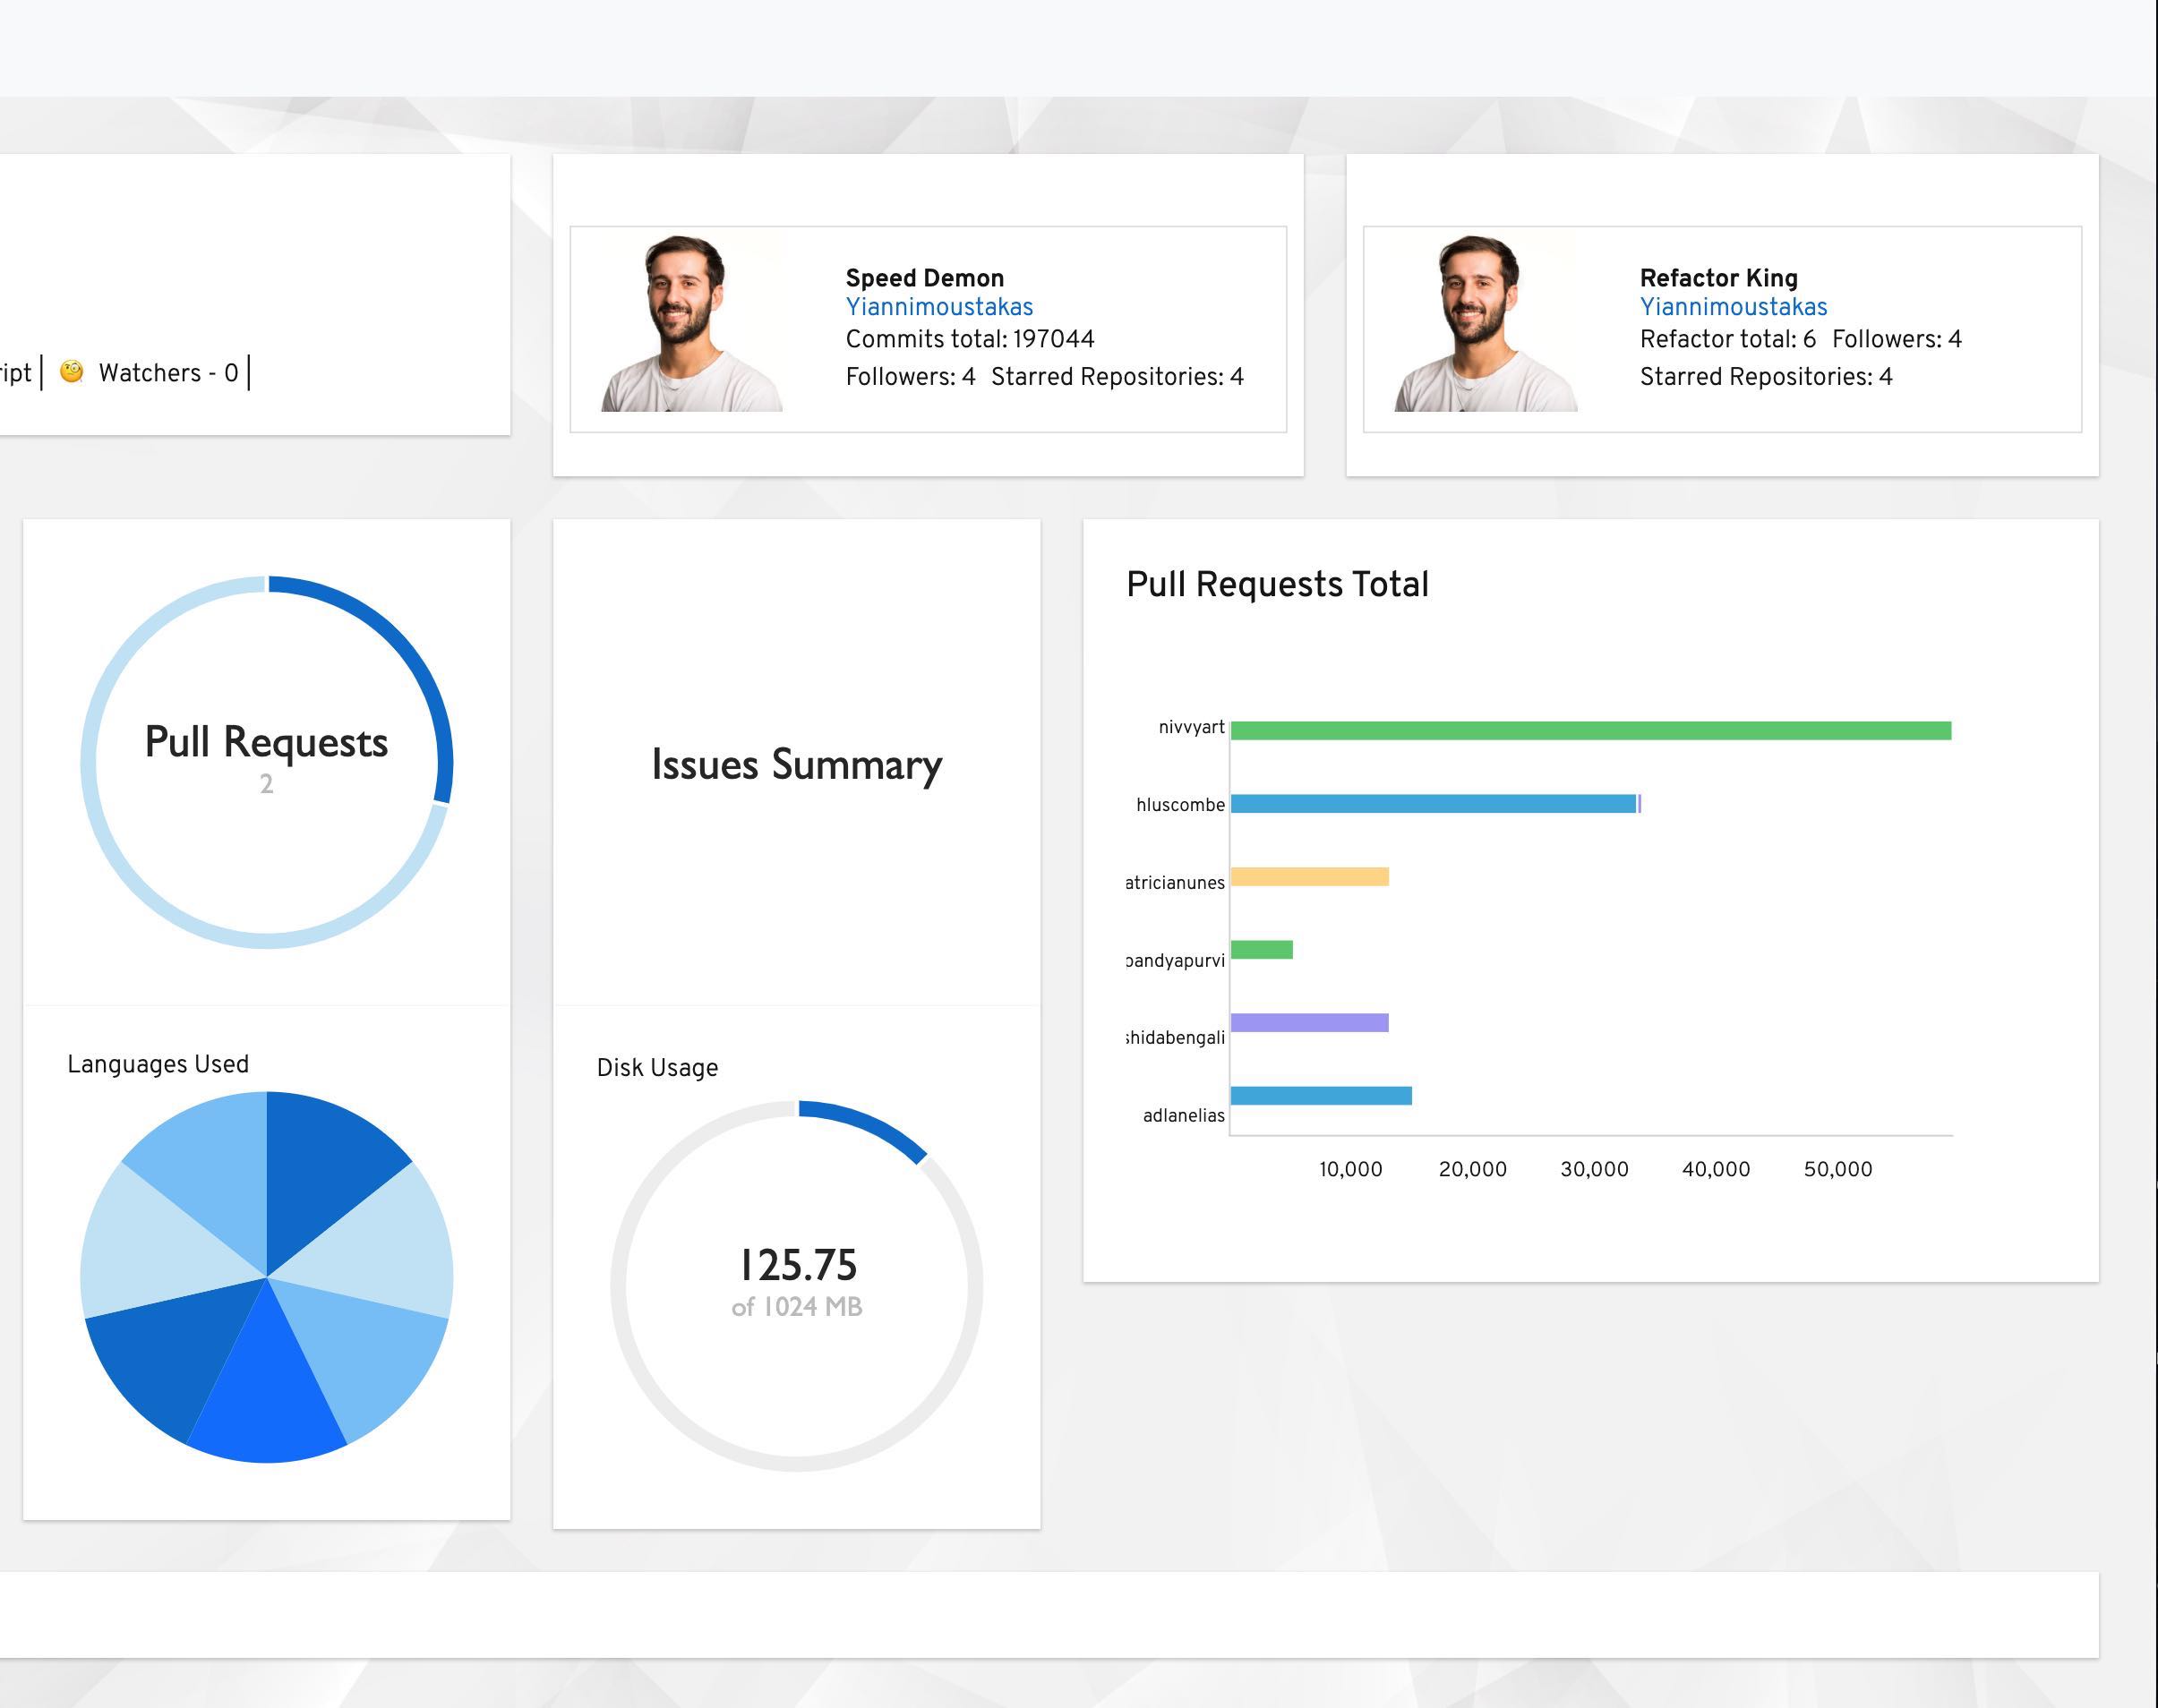 ript | 🧐 Watchers - 0 |
Speed Demon
Yiannimoustakas
Commits total: 197044
Followers: 4 Starred Repositories: 4
Refactor King
Yiannimoustakas
Refactor total: 6 Followers: 4
Starred Repositories: 4
Pull Requests
2
Issues Summary
Pull Requests Total
nivvyart
hluscombe
atricianunes
pandyapurvi
shidabengali
adlanelias
10,000 20,000 30,000 40,000 50,000
Languages Used
Disk Usage
125.75
of 1024 MB